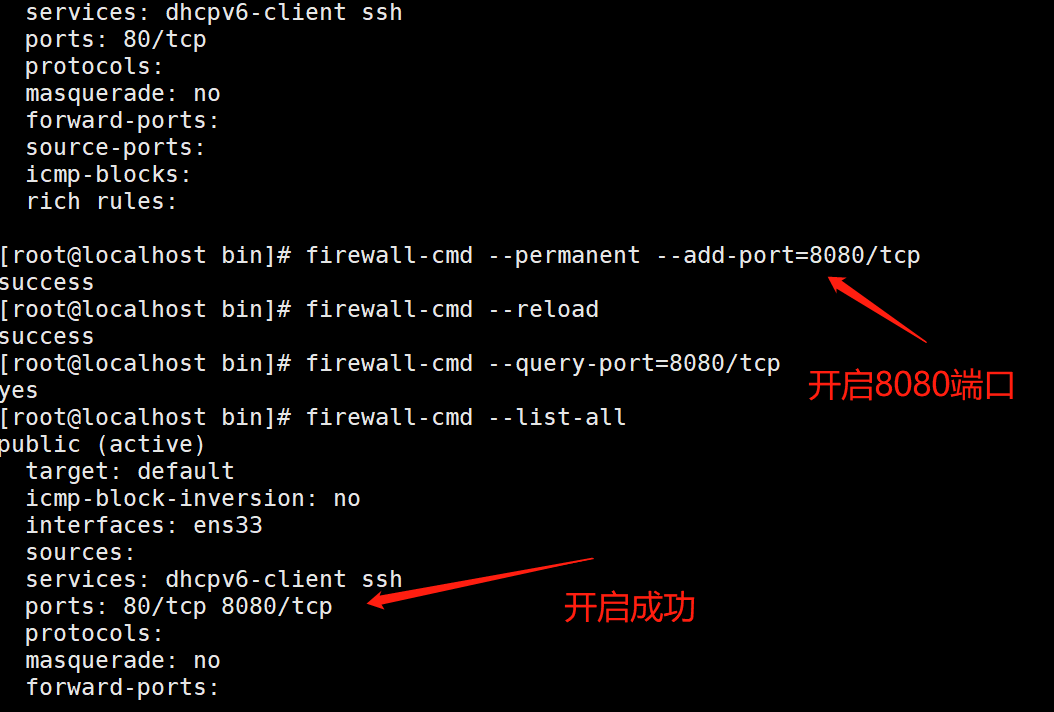 services: dhcpv6-client ssh
ports: 80/tcp
protocols:
masquerade: no
forward-ports:
source-ports:
icmp-blocks:
rich rules:
[root@localhost bin]# firewall-cmd --permanent --add-port=8080/tcp
success
[root@localhost bin]# firewall-cmd --reload
success
[root@localhost bin]# firewall-cmd --query-port=8080/tcp
开启8080端口
yes
[root@localhost bin]# firewall-cmd --list-all
public (active)
target: default
icmp-block-inversion: no
interfaces: ens33
sources:
services: dhcpv6-client ssh
ports: 80/tcp 8080/tcp
开启成功
protocols:
masquerade: no
forward-ports: